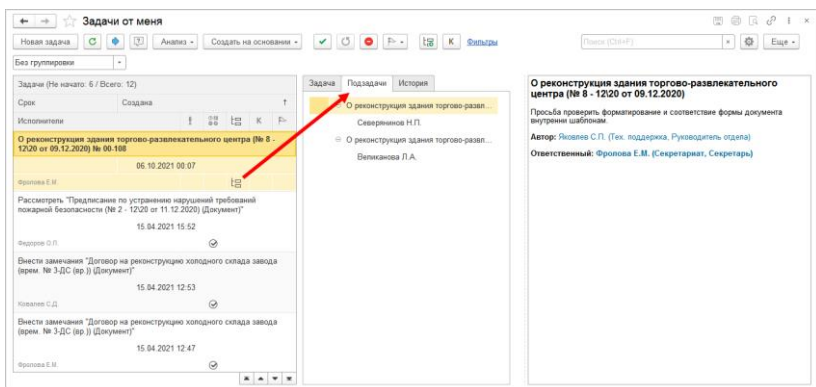 Задачи от меня
Новая задача
Анализ
Создать на основании
К
Фильтры
Поиск (Ctrl+F)
Еще
Без группировки
Задачи (Не начато: 6 / Всего: 12)
Срок Создана ↑
Исполнители ! К
О реконструкция здания торгово-развлекательного центра (№ 8 -
12\20 от 09.12.2020) № 00-108
06.10.2021 00:07
Фролова Е.М.
Рассмотреть "Предписание по устранению нарушений требований
пожарной безопасности (№ 2 - 12\20 от 11.12.2020) (Документ)"
15.04.2021 15:52
Федоров О.П.
Внести замечания "Договор на реконструкцию холодного склада завода
(врем. № 3-ДС (вр.)) (Документ)"
15.04.2021 12:53
Ковалев С.Д.
Внести замечания "Договор на реконструкцию холодного склада завода
(врем. № 3-ДС (вр.)) (Документ)"
15.04.2021 12:47
Фролова Е.М.
Задача Подзадачи История
О реконструкция здания торгово-развл...
Северянинов Н.П.
О реконструкция здания торгово-развл...
Великанова Л.А.
О реконструкция здания торгово-развлекательного
центра (№ 8 - 12\20 от 09.12.2020)
Просьба проверить форматирование и соответствие формы документа
внутренни шаблонам.
Автор: Яковлев С.П. (Тех. поддержка, Руководитель отдела)
Ответственный: Фролова Е.М. (Секретариат, Секретарь)